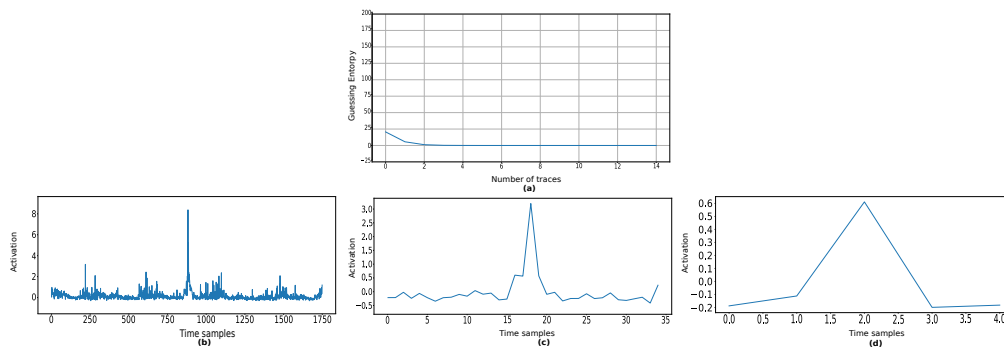 200
175
150
125
100
75
50
25
0
−25
Guessing Entorpy
0 2 4 6 8 10 12 14
Number of traces
(a)
8
6
4
2
0
Activation
0 250 500 750 1000 1250 1500 1750
Time samples
(b)
3,0
2,5
2,0
1,5
1,0
0,5
0.0
−0.5
Activation
0 5 10 15 20 25 30 35
Time samples
(c)
0.6
0.5
0.4
0.3
0.2
0.1
0.0
−0.1
−0.2
Activation
0.0 0.5 1.0 1.5 2.0 2.5 3.0 3.5 4.0
Time samples
(d)